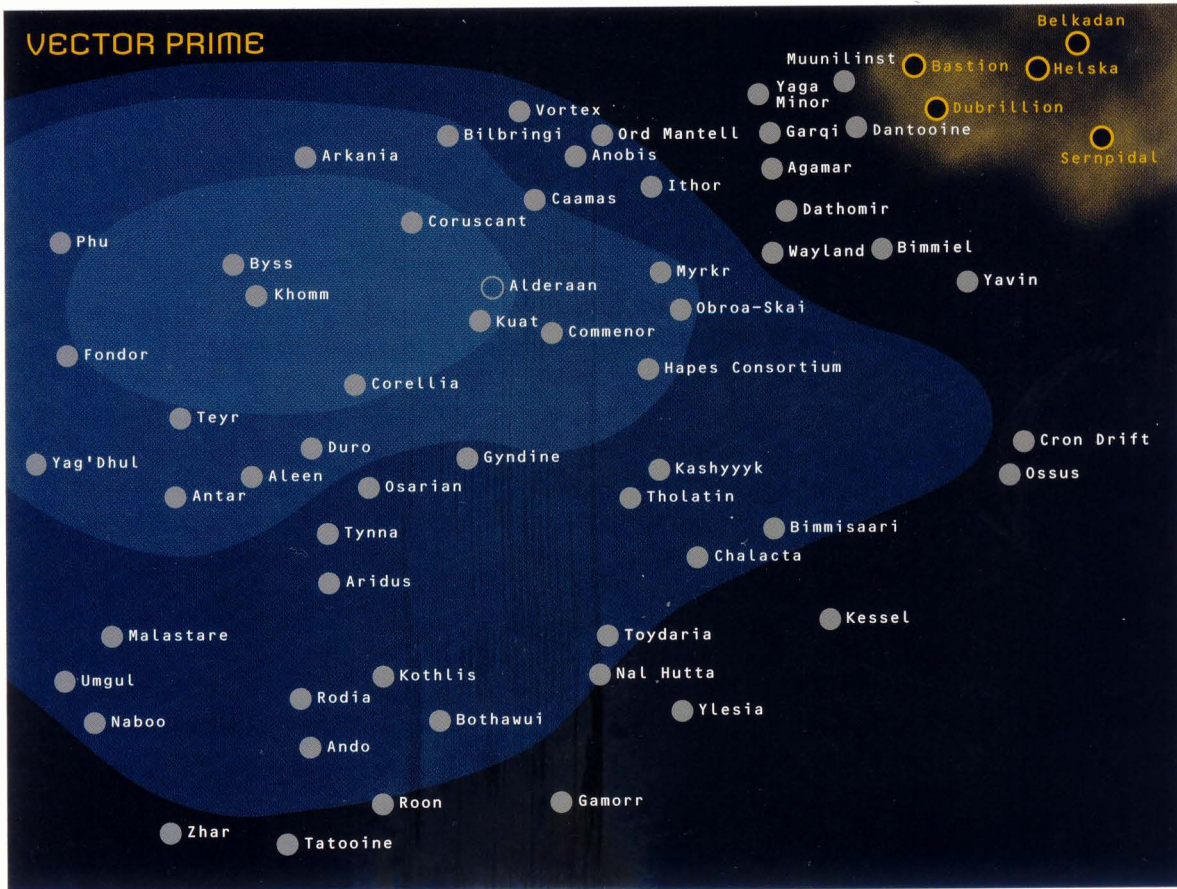 VECTOR PRIME
Belkadan
Muunilinst
Bastion
Helska
Yaga
Minor
Vortex
Dubrillion
Bilbringi
Ord Mantell
Garqi
Dantooine
Arkania
Anobis
Sernpidal
Agamar
Ithor
Caamas
Dathomir
Coruscant
Phu
Wayland
Bimmiel
Byss
Myrkr
Yavin
Khomm
Alderaan
Obroa-Skai
Kuat
Commenor
Fondor
Hapes Consortium
Corellia
Teyr
Cron Drift
Duro
Gyndine
Yag'Dhul
Kashyyyk
Ossus
Aleen
Osarian
Antar
Tholatin
Bimmisaari
Tynna
Chalacta
Aridus
Kessel
Malastare
Toydaria
Kothlis
Nal Hutta
Umgul
Rodia
Ylesia
Naboo
Bothawui
Ando
Roon
Gamorr
Zhar
Tatooine